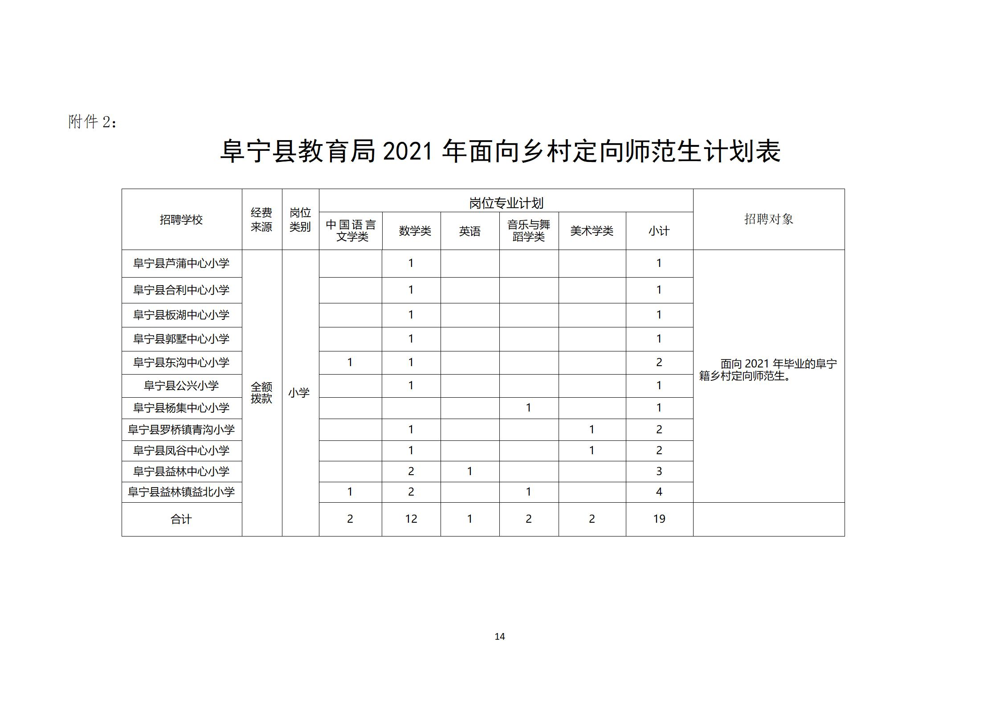 附件 2：
阜宁县教育局 2021 年面向乡村定向师范生计划表
招聘学校 经费来源 岗位类别 岗位专业计划 招聘对象
中国语言文学类 数学类 英语 音乐与舞蹈学类 美术学类 小计
阜宁县芦蒲中心小学 1 1
阜宁县合利中心小学 1 1
阜宁县板湖中心小学 1 1
阜宁县郭墅中心小学 1 1
阜宁县东沟中心小学 1 1 2
阜宁县公兴小学 1 1
阜宁县杨集中心小学 1 1
阜宁县罗桥镇青沟小学 1 1 2
阜宁县凤谷中心小学 1 1 2
阜宁县益林中心小学 2 1 3
阜宁县益林镇益北小学 1 2 1 4
全额拨款
小学
面向 2021 年毕业的阜宁
籍乡村定向师范生。
合计 2 12 1 2 2 19
14